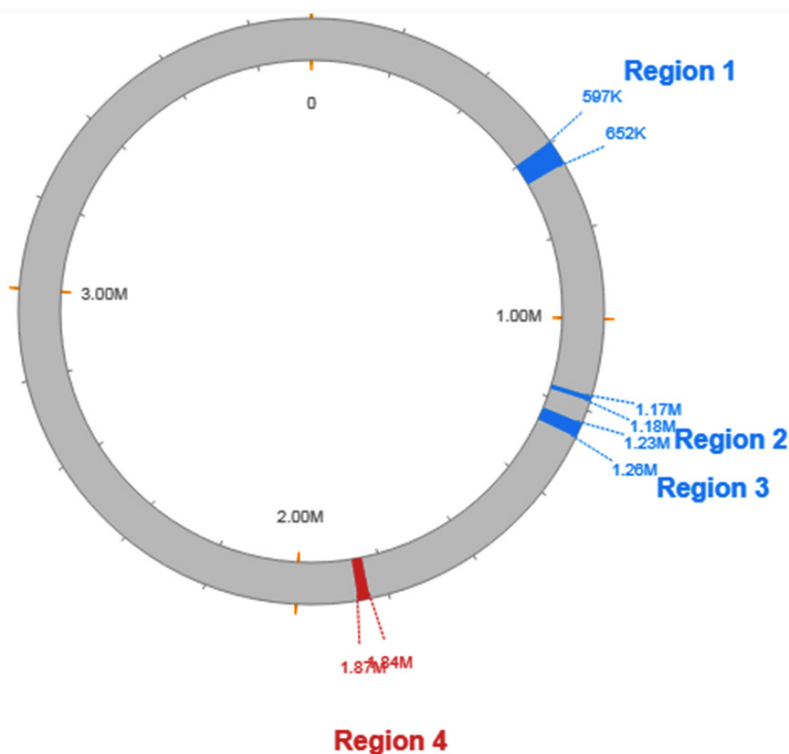 Region 1
597K
652K
0
3.00M
1.00M
1.17M
1.18M
1.23M
Region 2
1.26M
Region 3
2.00M
1.87M
1.84M
Region 4